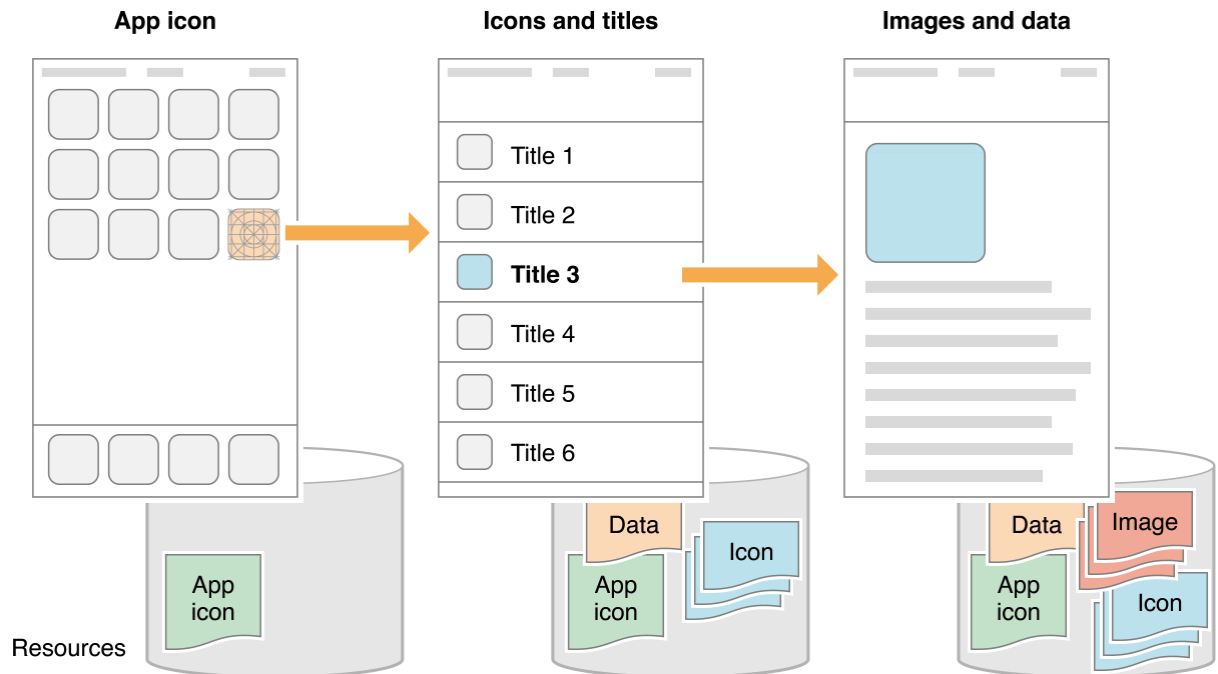 App icon
Icons and titles
Images and data
Title 1
Title 2
Title 3
Title 4
Title 5
Title 6
Resources
App
icon
Data
Icon
App
icon
Data
Image
App
icon
Icon